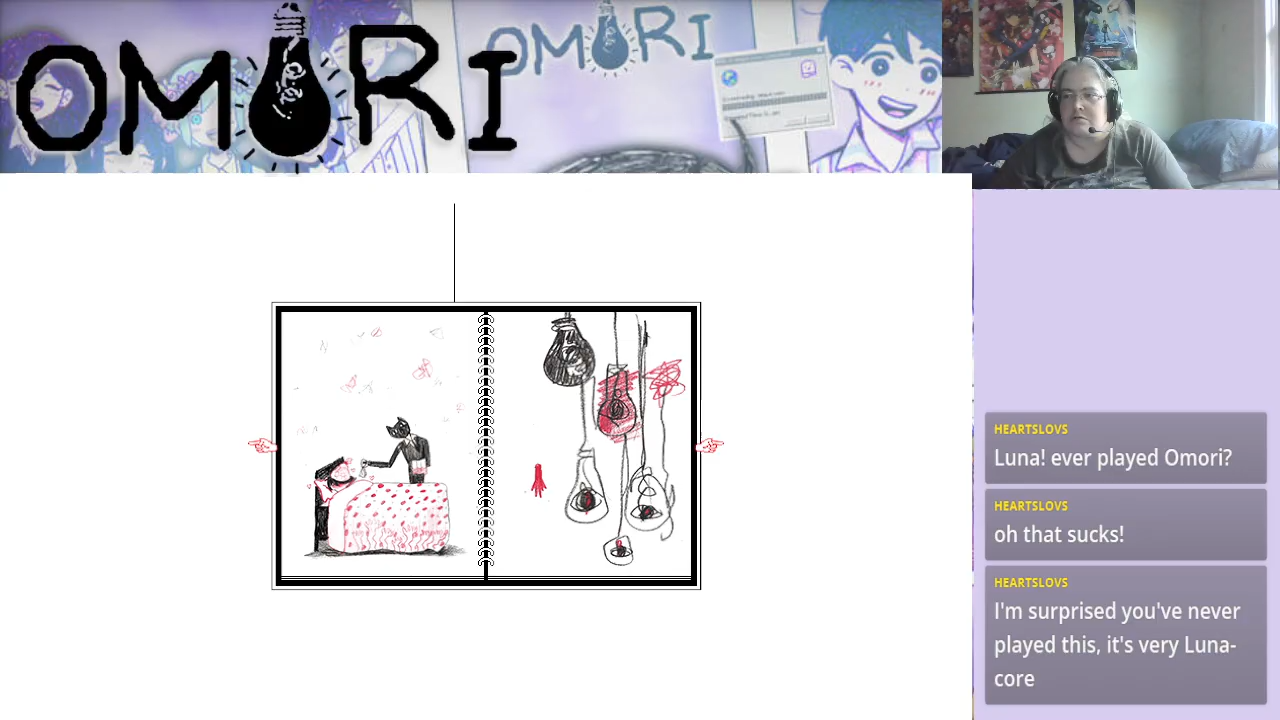 OMORI
OMORI
HEARTSLOVS
Luna! ever played Omori?
HEARTSLOVS
oh that sucks!
HEARTSLOVS
I'm surprised you've never
played this, it's very Luna-
core